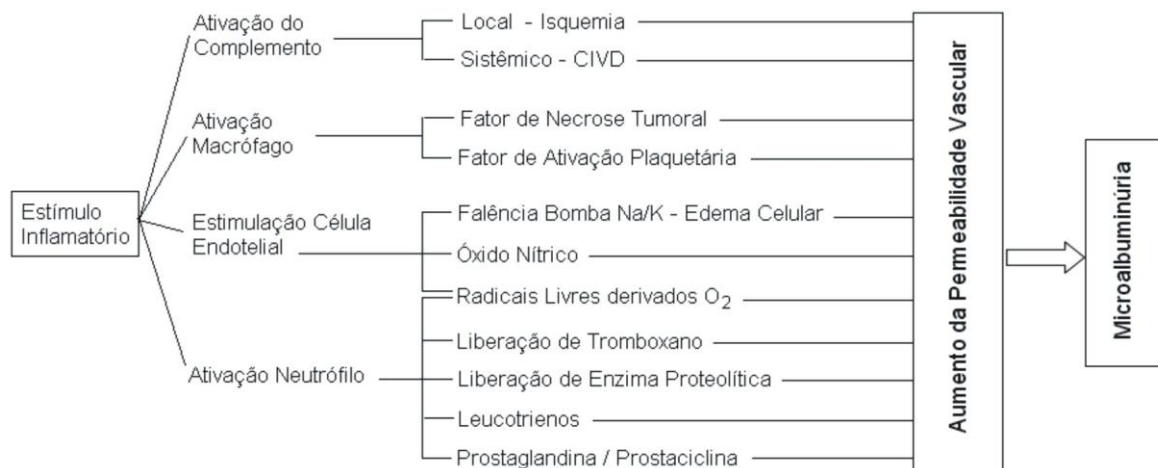 Estímulo
Inflamatório
Ativação do
Complemento
Local - Isquemia
Sistêmico - CIVD
Ativação
Macrófago
Fator de Necrose Tumoral
Fator de Ativação Plaquetária
Estimulação Célula
Endotelial
Falência Bomba Na/K - Edema Celular
Óxido Nítrico
Radicais Livres derivados O₂
Ativação Neutrófilo
Liberação de Tromboxano
Liberação de Enzima Proteolítica
Leucotrienos
Prostaglandina / Prostaciclina
Aumento da Permeabilidade Vascular
Microalbuminúria